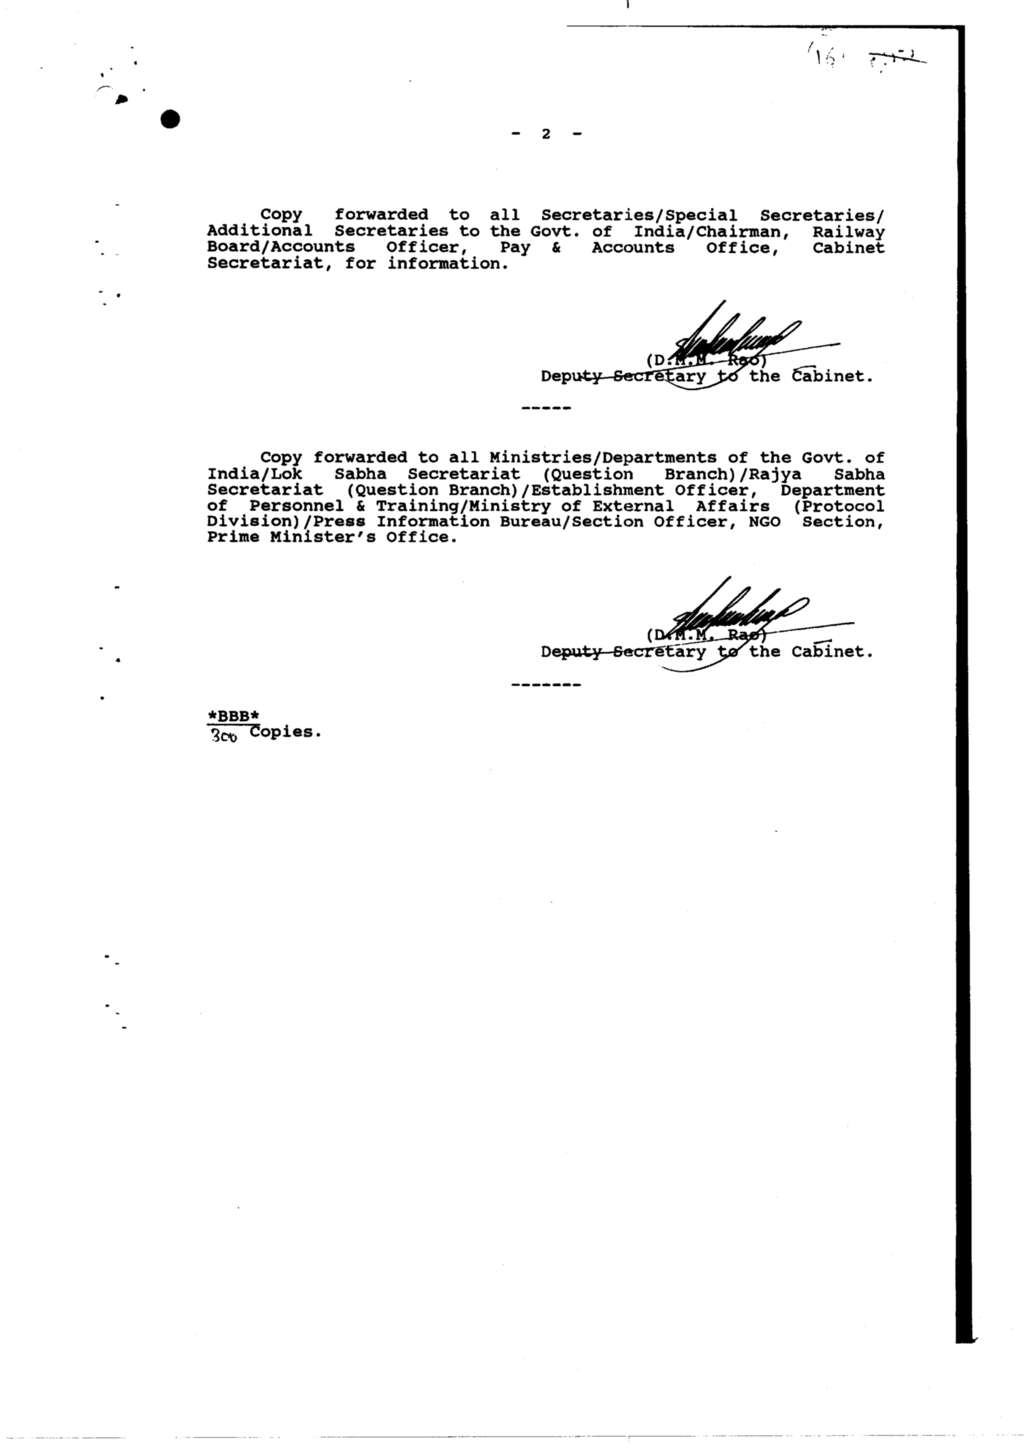 - 2 -
Copy forwarded to all Secretaries/Special Secretaries/
Additional Secretaries to the Govt. of India/Chairman, Railway
Board/Accounts Officer, Pay & Accounts Office, Cabinet
Secretariat, for information.
(D.M.M. Rao)
Deputy Secretary to the Cabinet.
-----
Copy forwarded to all Ministries/Departments of the Govt. of
India/Lok Sabha Secretariat (Question Branch)/Rajya Sabha
Secretariat (Question Branch)/Establishment Officer, Department
of Personnel & Training/Ministry of External Affairs (Protocol
Division)/Press Information Bureau/Section Officer, NGO Section,
Prime Minister's Office.
(D.M.M. Rao)
Deputy Secretary to the Cabinet.
-------
*BBB*
300 Copies.